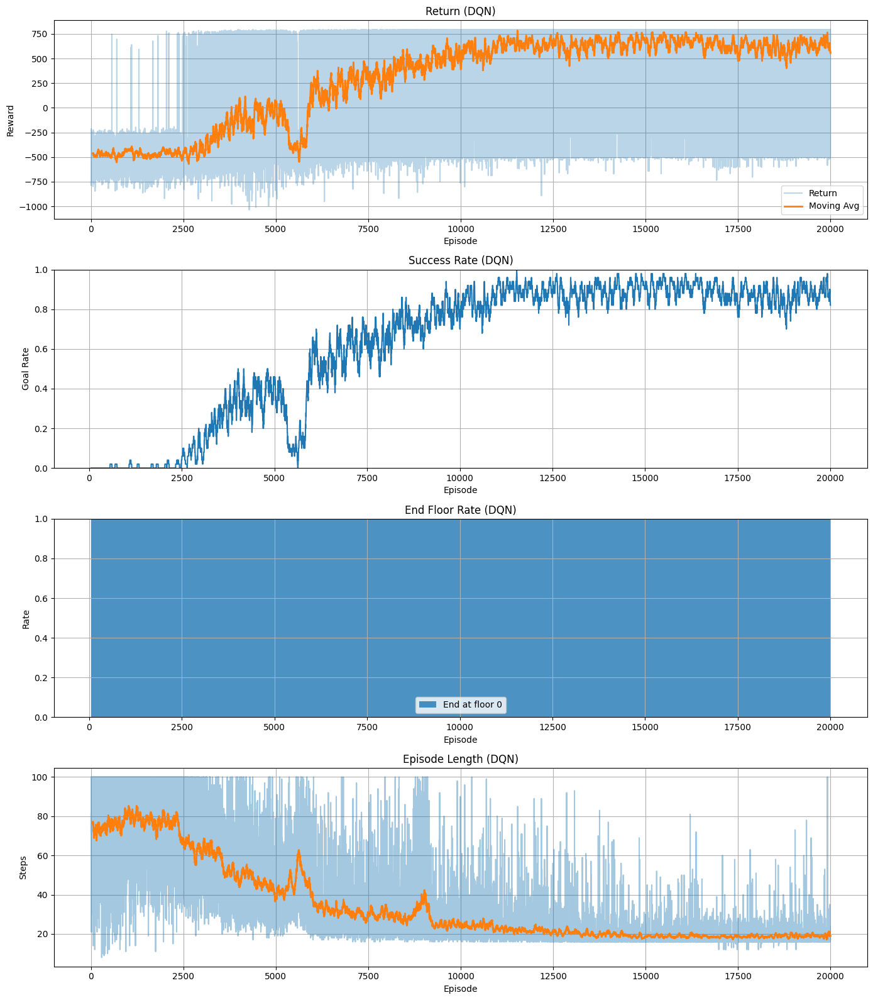 Return (DQN)
750
500
250
0
−250
−500
−750
−1000
Reward
Return
Moving Avg
0 2500 5000 7500 10000 12500 15000 17500 20000
Episode
Success Rate (DQN)
1.0
0.8
0.6
0.4
0.2
0.0
Goal Rate
0 2500 5000 7500 10000 12500 15000 17500 20000
Episode
End Floor Rate (DQN)
1.0
0.8
0.6
0.4
0.2
0.0
Rate
End at floor 0
0 2500 5000 7500 10000 12500 15000 17500 20000
Episode
Episode Length (DQN)
100
80
60
40
20
Steps
0 2500 5000 7500 10000 12500 15000 17500 20000
Episode